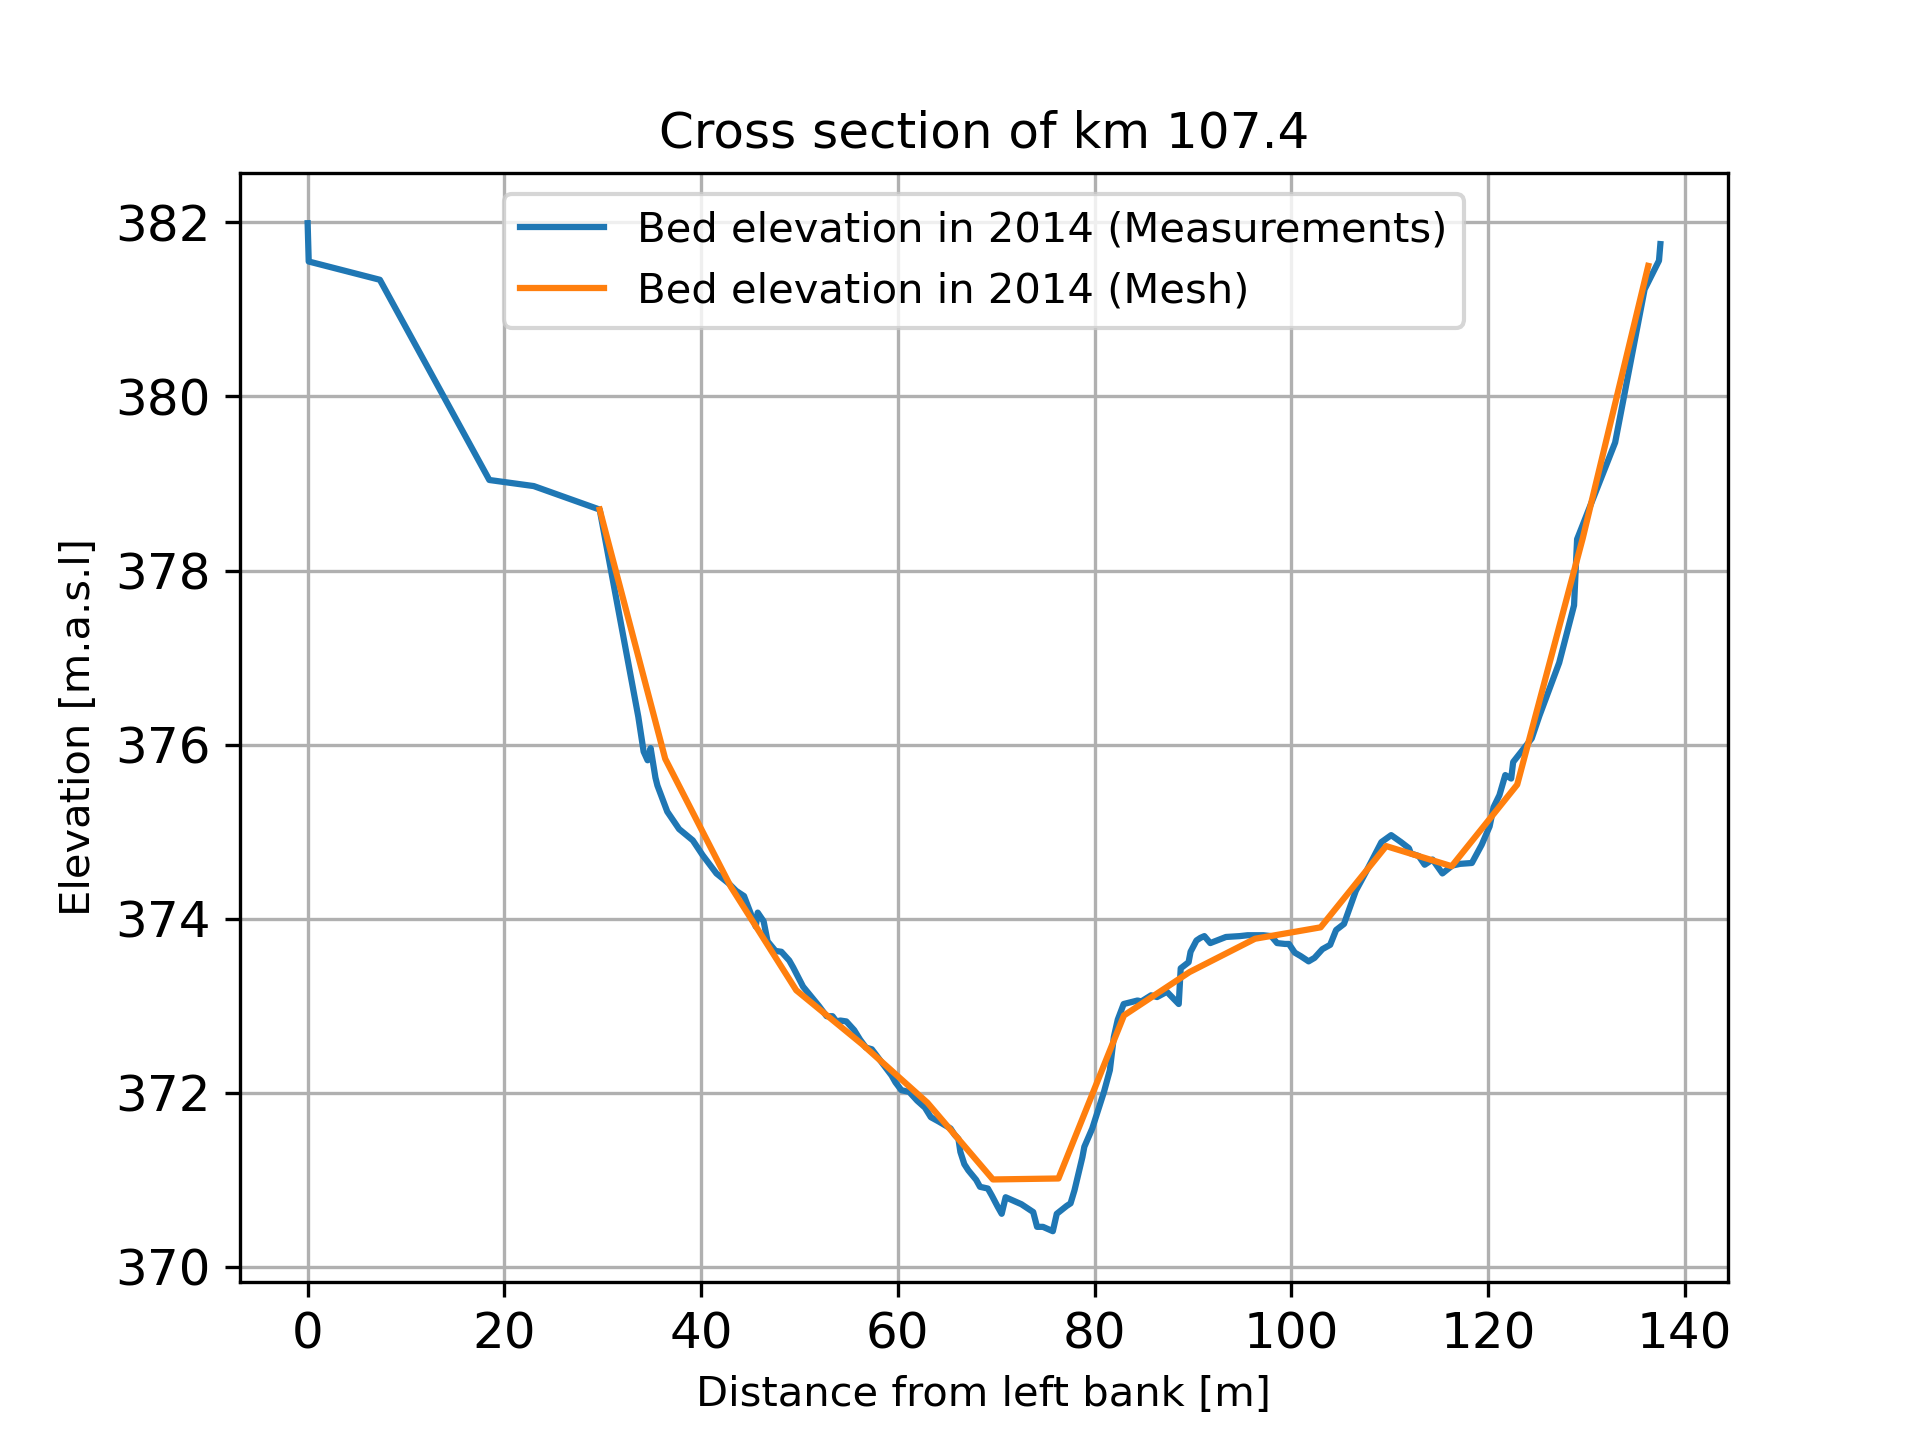 Cross section of km 107.4
Bed elevation in 2014 (Measurements)
Bed elevation in 2014 (Mesh)
Elevation [m.a.s.l]
382
380
378
376
374
372
370
0 20 40 60 80 100 120 140
Distance from left bank [m]